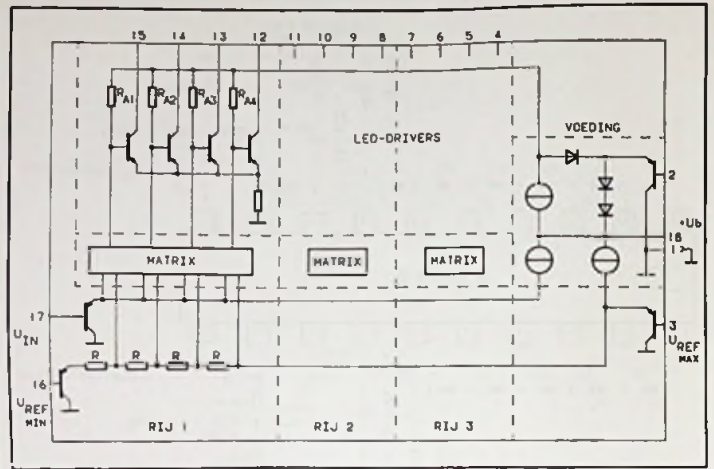 15 14 13 12 11 10 9 8 7 6 5 4
RA1 RA2 RA3 RA4
LED-DRIVERS
VOEDING
2
+Ub
18
1
MATRIX MATRIX MATRIX
17
UIN
3
UREF MAX
R R R R
16
UREF MIN
RIJ 1 RIJ 2 RIJ 3